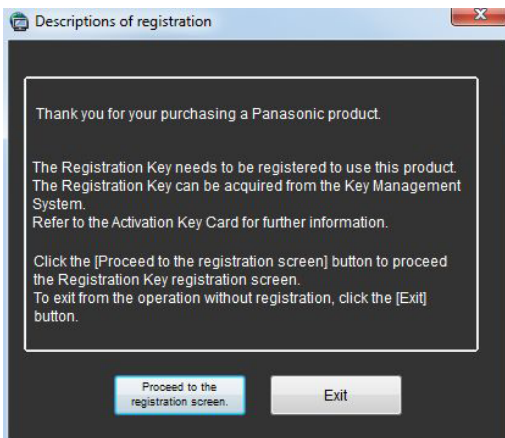 Descriptions of registration
Thank you for your purchasing a Panasonic product.
The Registration Key needs to be registered to use this product.
The Registration Key can be acquired from the Key Management
System.
Refer to the Activation Key Card for further information.
Click the [Proceed to the registration screen] button to proceed
the Registration Key registration screen.
To exit from the operation without registration, click the [Exit]
button.
Proceed to the
registration screen.
Exit